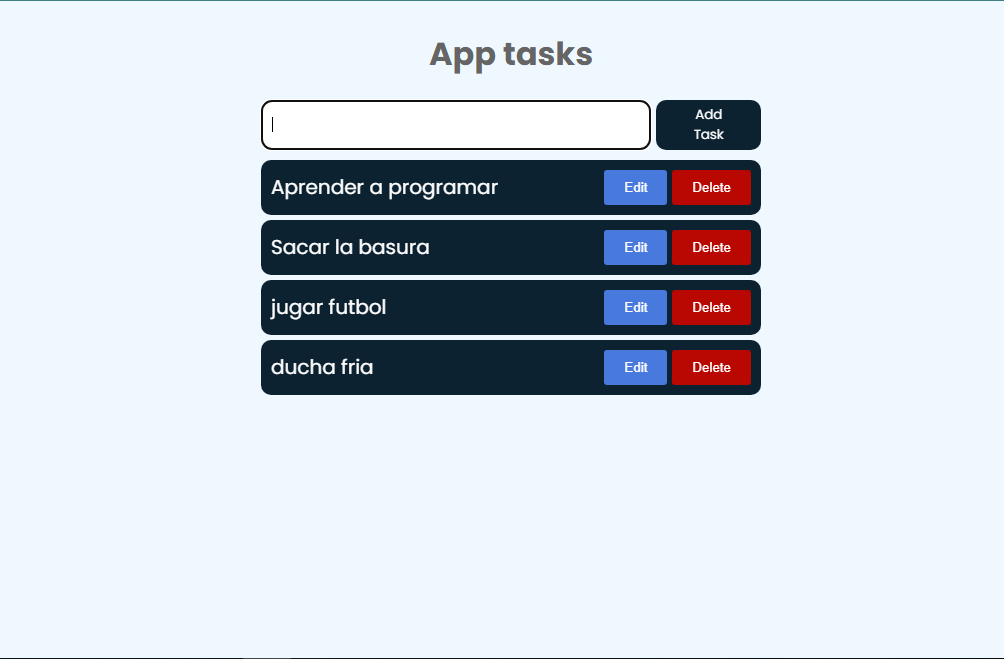 App tasks
Add
Task
Aprender a programar Edit Delete
Sacar la basura Edit Delete
jugar futbol Edit Delete
ducha fria Edit Delete